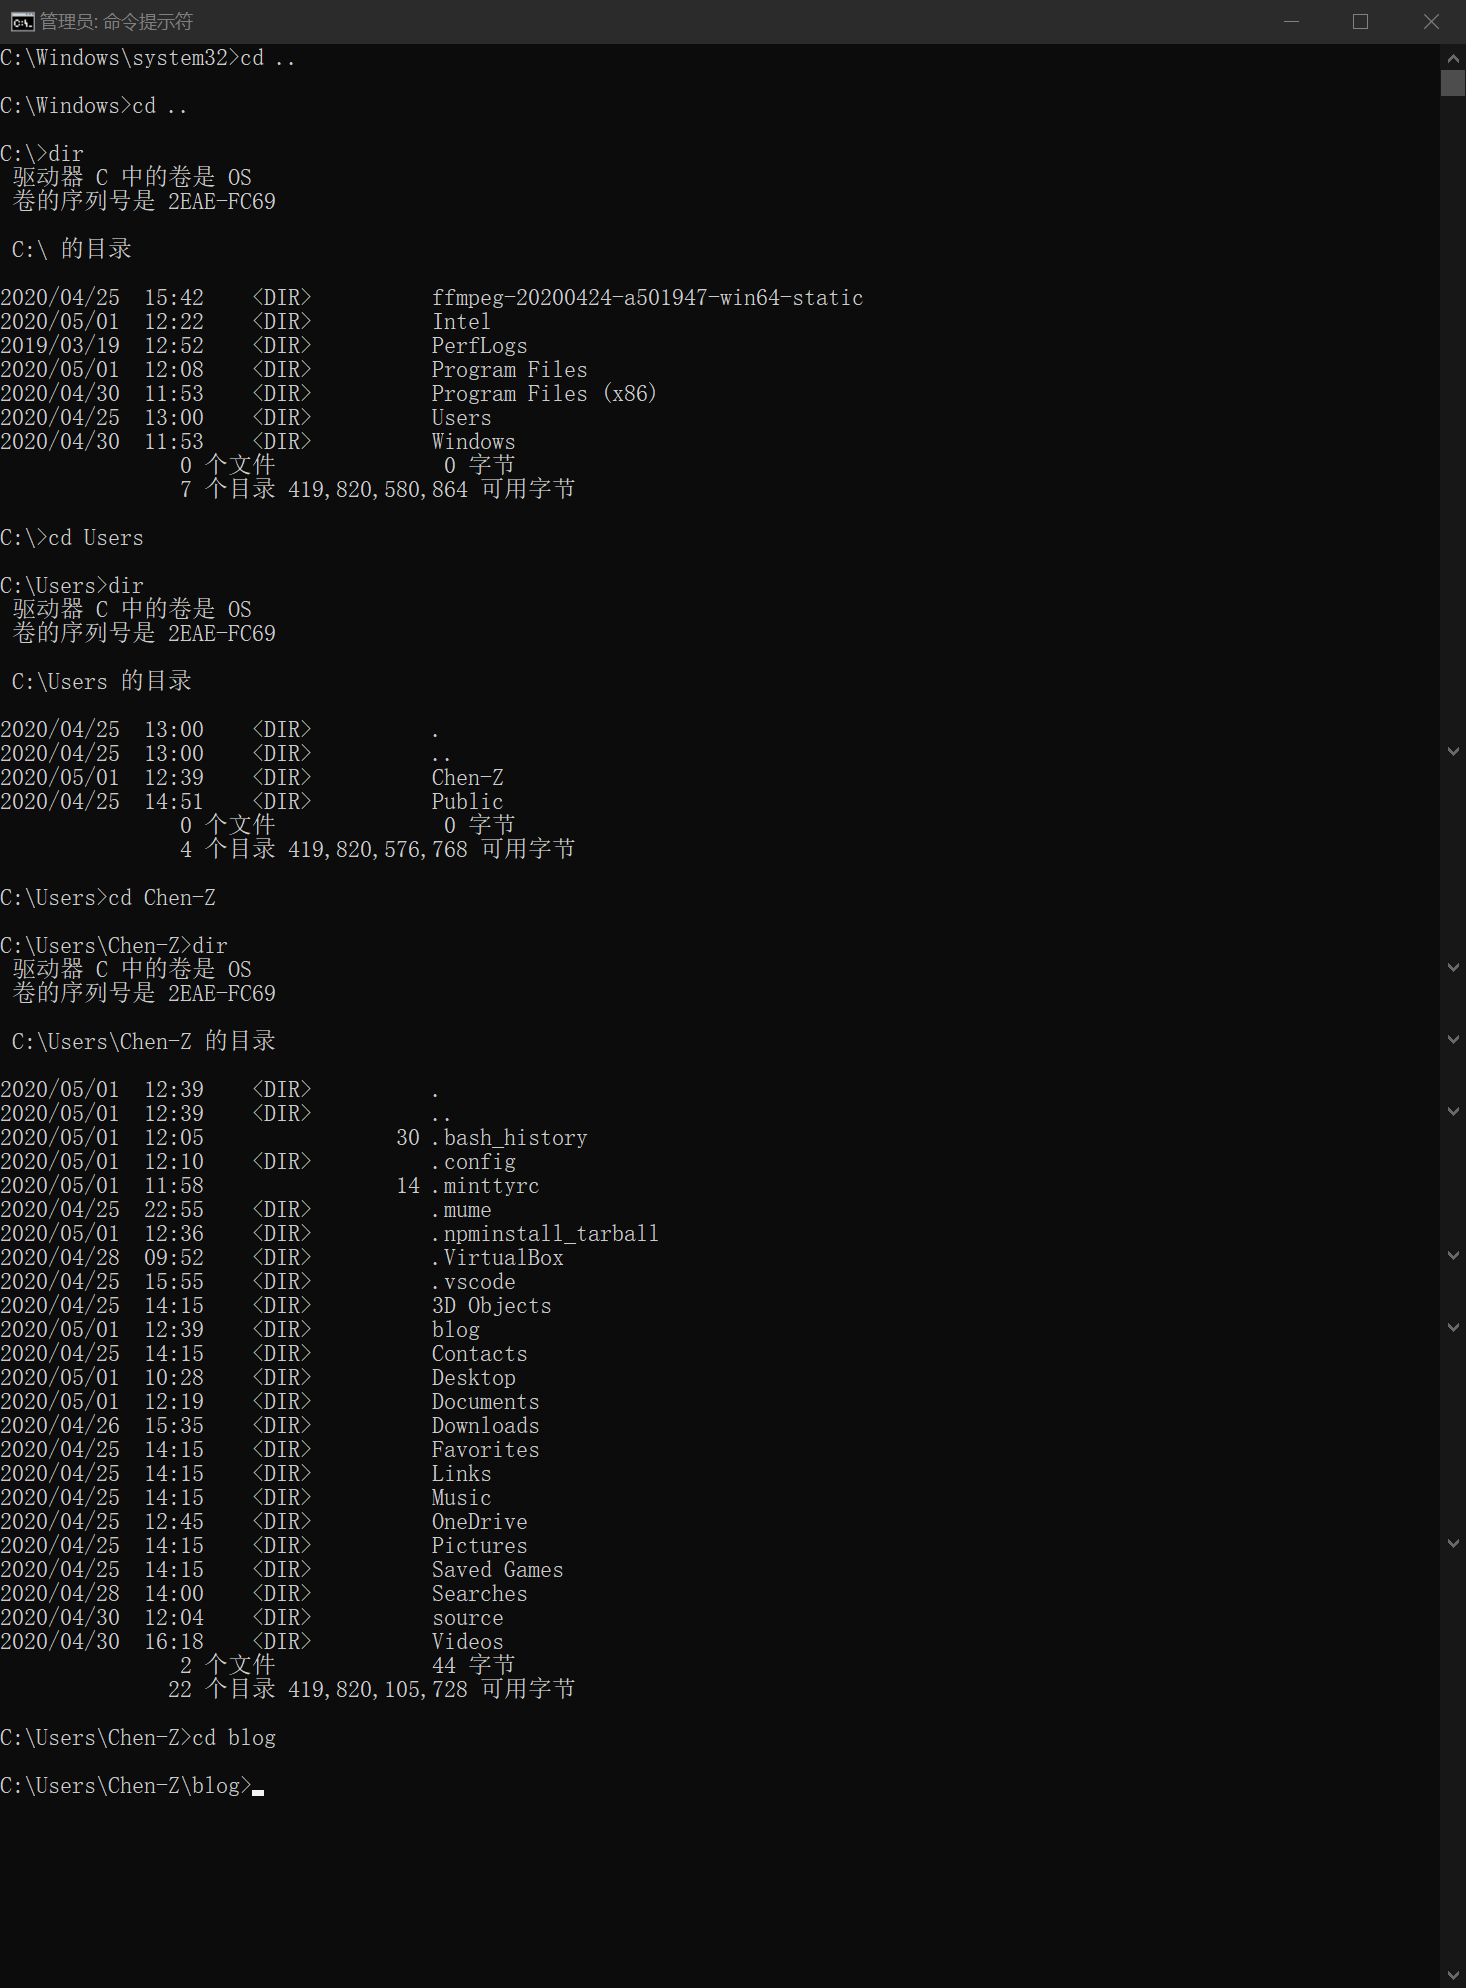 管理员: 命令提示符
C:\Windows\system32>cd ..
C:\Windows>cd ..
C:\>dir
 驱动器 C 中的卷是 OS
 卷的序列号是 2EAE-FC69
 C:\ 的目录
2020/04/25  15:42    <DIR>          ffmpeg-20200424-a501947-win64-static
2020/05/01  12:22    <DIR>          Intel
2019/03/19  12:52    <DIR>          PerfLogs
2020/05/01  12:08    <DIR>          Program Files
2020/04/30  11:53    <DIR>          Program Files (x86)
2020/04/25  13:00    <DIR>          Users
2020/04/30  11:53    <DIR>          Windows
               0 个文件              0 字节
               7 个目录 419,820,580,864 可用字节
C:\>cd Users
C:\Users>dir
 驱动器 C 中的卷是 OS
 卷的序列号是 2EAE-FC69
 C:\Users 的目录
2020/04/25  13:00    <DIR>          .
2020/04/25  13:00    <DIR>          ..
2020/05/01  12:39    <DIR>          Chen-Z
2020/04/25  14:51    <DIR>          Public
               0 个文件              0 字节
               4 个目录 419,820,576,768 可用字节
C:\Users>cd Chen-Z
C:\Users\Chen-Z>dir
 驱动器 C 中的卷是 OS
 卷的序列号是 2EAE-FC69
 C:\Users\Chen-Z 的目录
2020/05/01  12:39    <DIR>          .
2020/05/01  12:39    <DIR>          ..
2020/05/01  12:05                30 .bash_history
2020/05/01  12:10    <DIR>          .config
2020/05/01  11:58                14 .minttyrc
2020/04/25  22:55    <DIR>          .mume
2020/05/01  12:36    <DIR>          .npminstall_tarball
2020/04/28  09:52    <DIR>          .VirtualBox
2020/04/25  15:55    <DIR>          .vscode
2020/04/25  14:15    <DIR>          3D Objects
2020/05/01  12:39    <DIR>          blog
2020/04/25  14:15    <DIR>          Contacts
2020/05/01  10:28    <DIR>          Desktop
2020/05/01  12:19    <DIR>          Documents
2020/04/26  15:35    <DIR>          Downloads
2020/04/25  14:15    <DIR>          Favorites
2020/04/25  14:15    <DIR>          Links
2020/04/25  14:15    <DIR>          Music
2020/04/25  12:45    <DIR>          OneDrive
2020/04/25  14:15    <DIR>          Pictures
2020/04/25  14:15    <DIR>          Saved Games
2020/04/28  14:00    <DIR>          Searches
2020/04/30  12:04    <DIR>          source
2020/04/30  16:18    <DIR>          Videos
               2 个文件             44 字节
              22 个目录 419,820,105,728 可用字节
C:\Users\Chen-Z>cd blog
C:\Users\Chen-Z\blog>